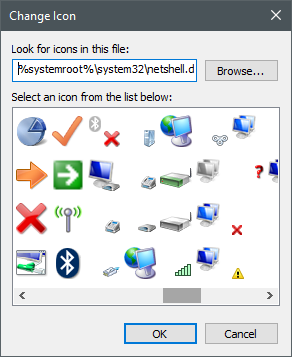 Change Icon
Look for icons in this file:
%systemroot%\system32\netshell.d
Browse...
Select an icon from the list below:
OK
Cancel